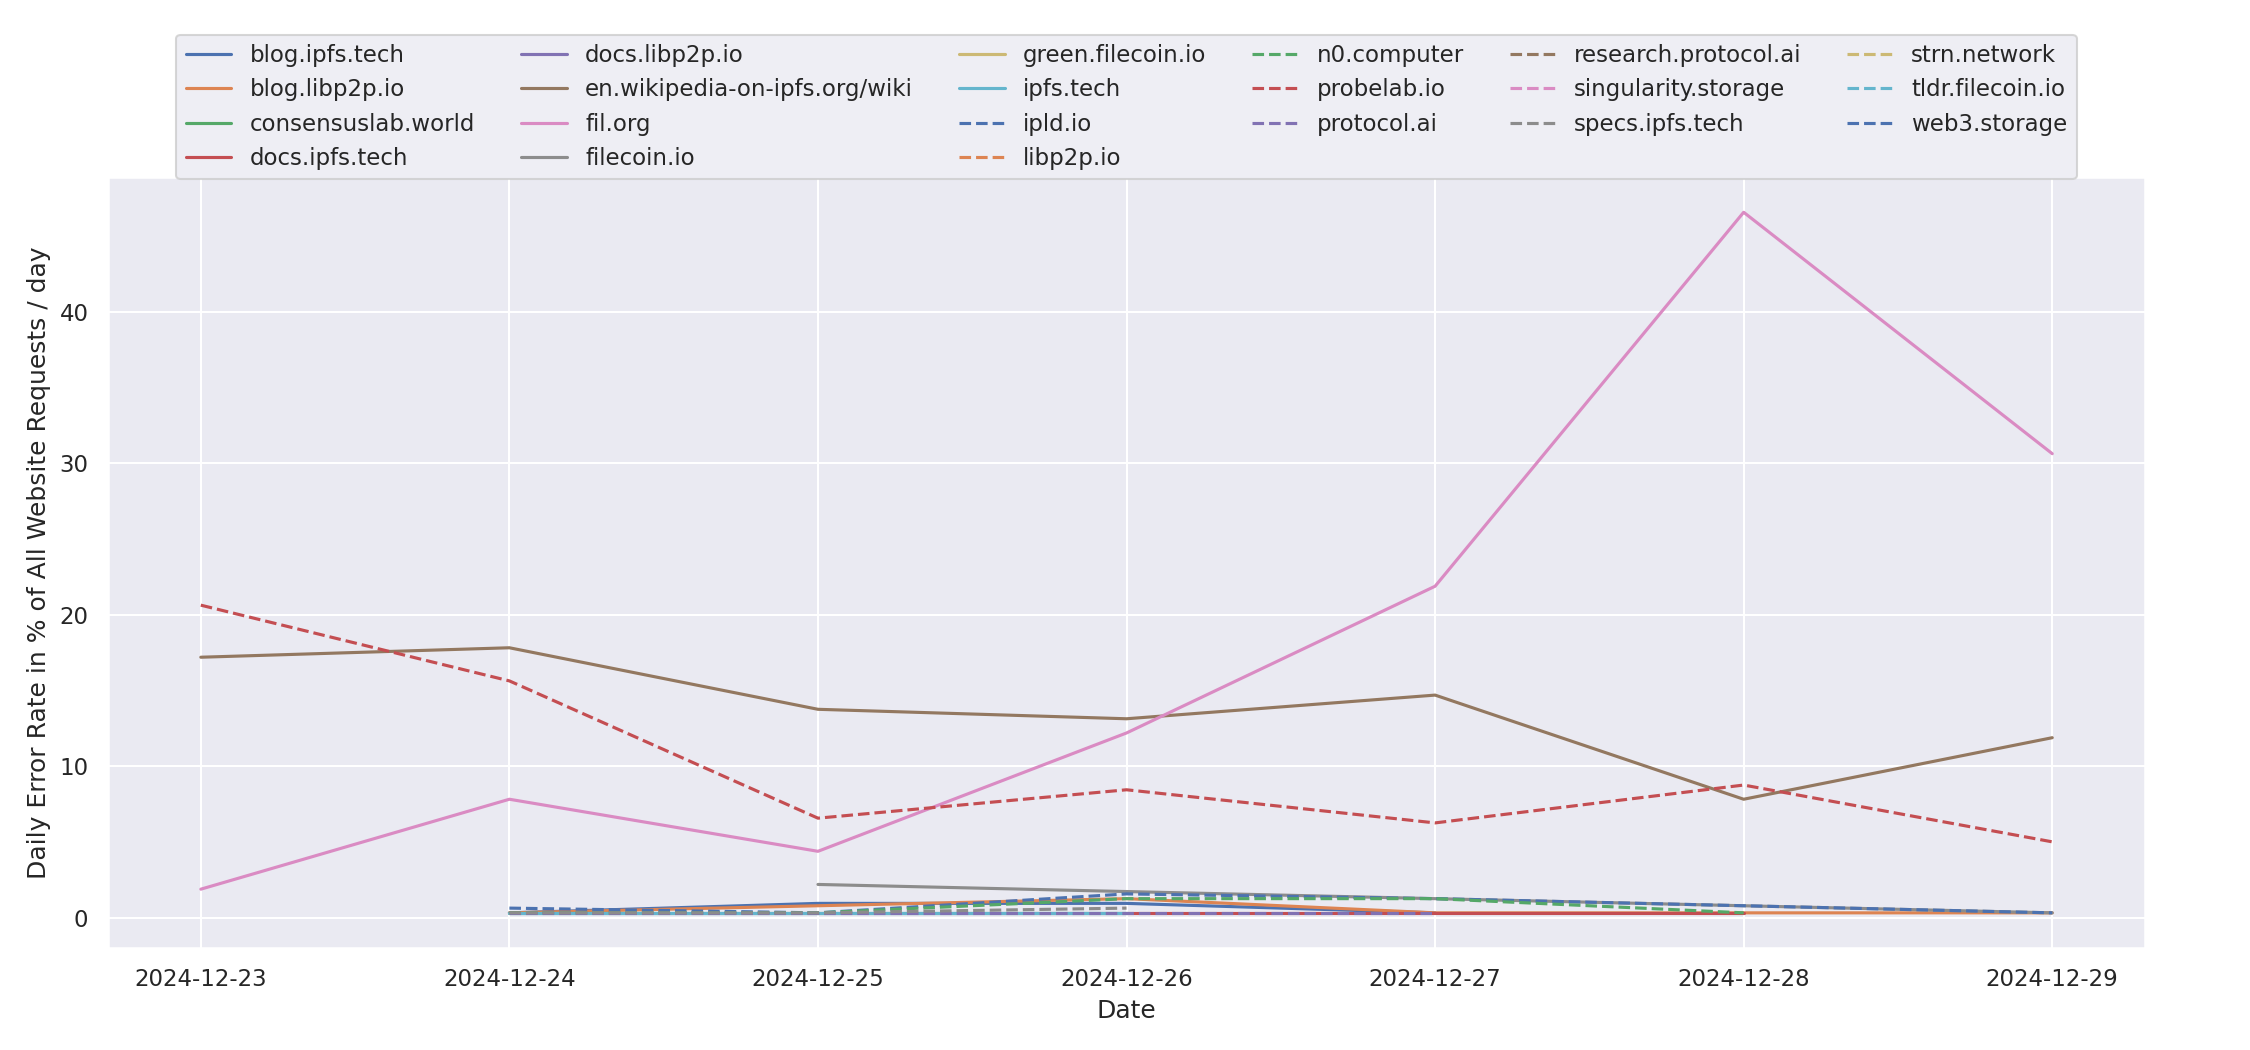 blog.ipfs.tech
blog.libp2p.io
consensuslab.world
docs.ipfs.tech
docs.libp2p.io
en.wikipedia-on-ipfs.org/wiki
fil.org
filecoin.io
green.filecoin.io
ipfs.tech
ipld.io
libp2p.io
n0.computer
probelab.io
protocol.ai
research.protocol.ai
singularity.storage
specs.ipfs.tech
strn.network
tldr.filecoin.io
web3.storage
Daily Error Rate in % of All Website Requests / day
40
30
20
10
0
2024-12-23
2024-12-24
2024-12-25
2024-12-26
2024-12-27
2024-12-28
2024-12-29
Date